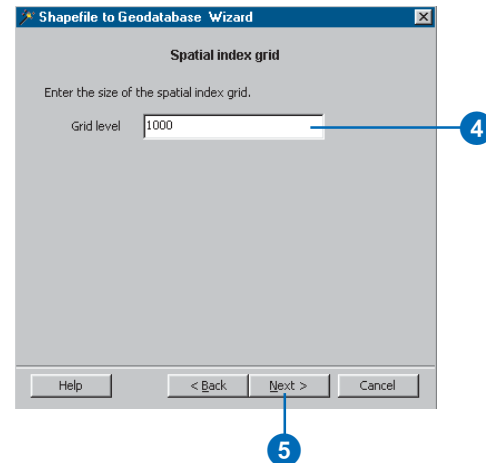 Shapefile to Geodatabase Wizard
Spatial index grid
Enter the size of the spatial index grid.
Grid level 1000
4
Help < Back Next > Cancel
5